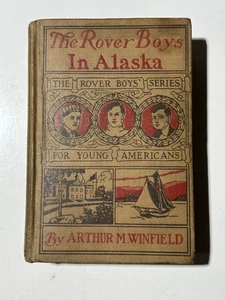 The Rover Boys
In Alaska
THE ROVER BOYS' SERIES
FOR YOUNG AMERICANS
By ARTHUR M. WINFIELD